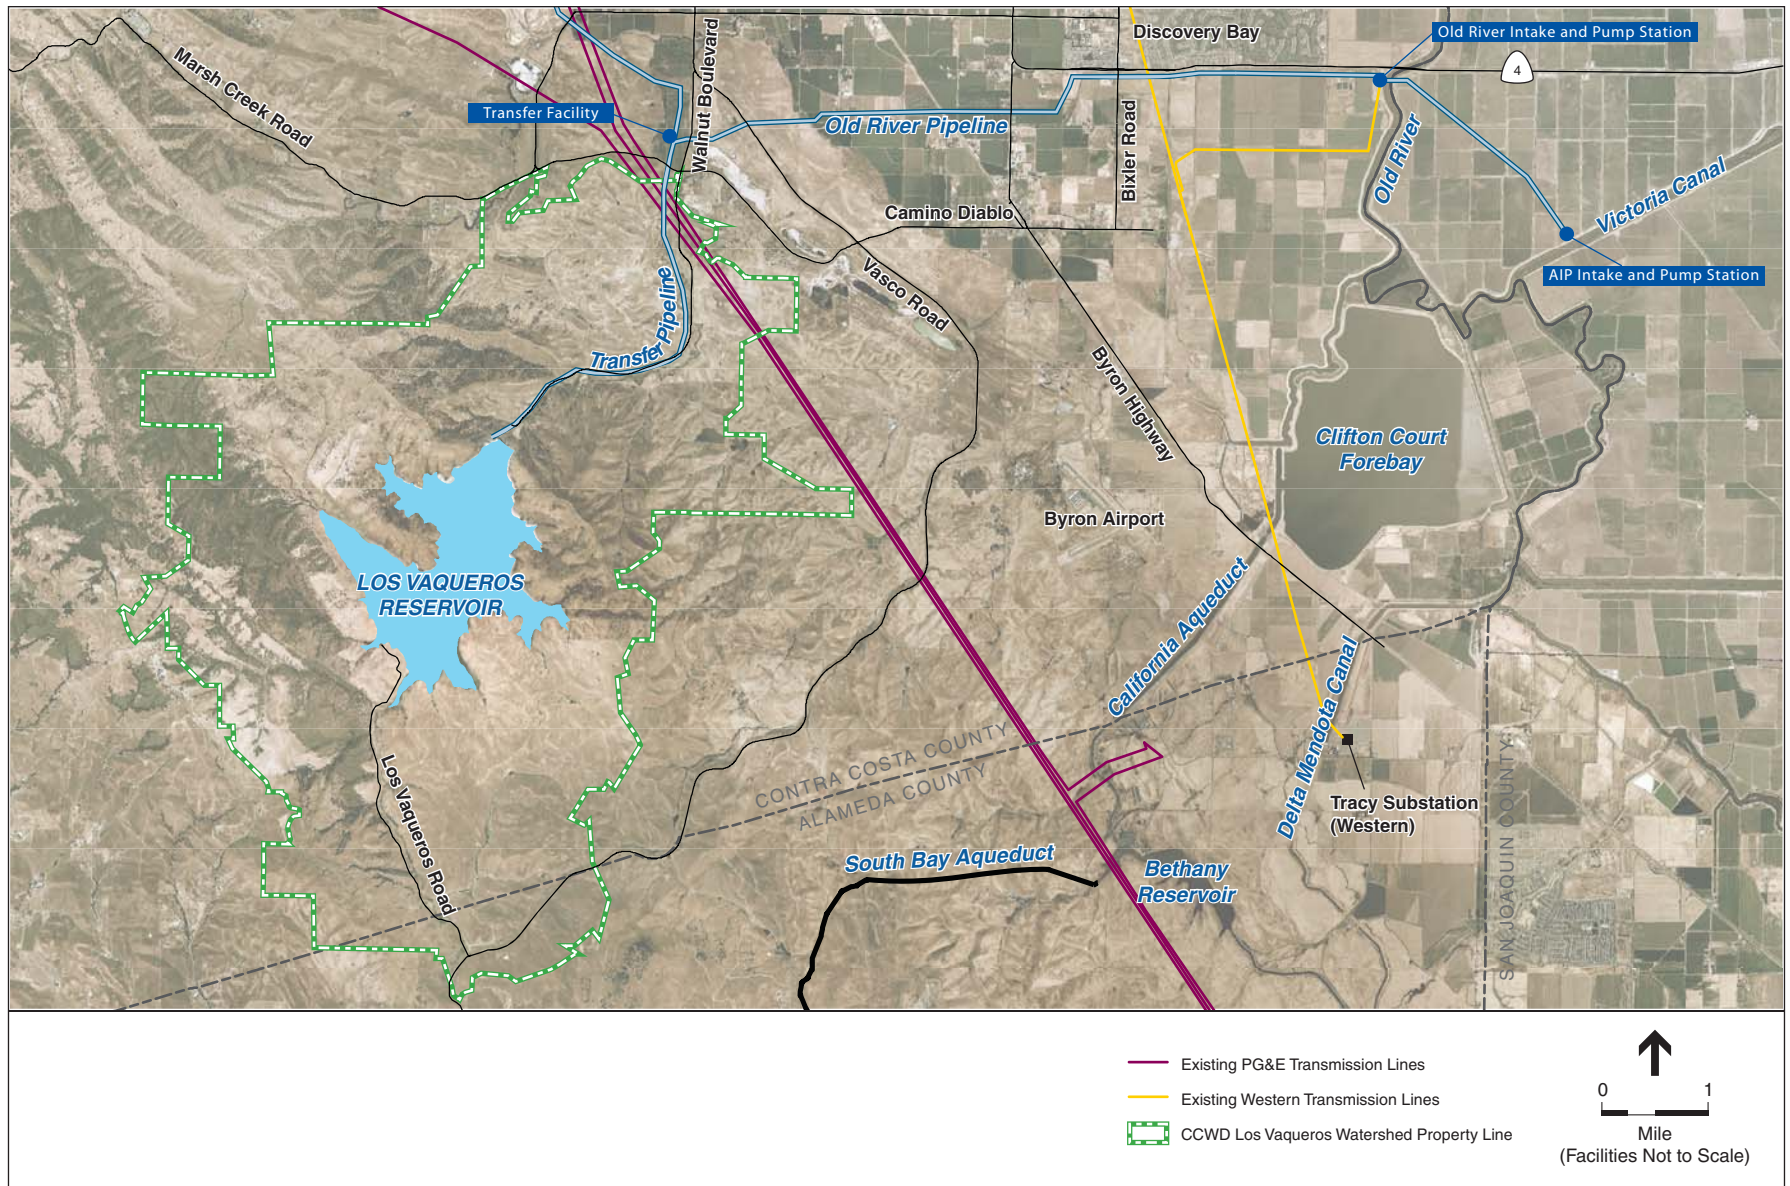 Discovery Bay
Old River Intake and Pump Station
4
Marsh Creek Road
Walnut Boulevard
Transfer Facility
Old River Pipeline
Bixler Road
Old River
Victoria Canal
Camino Diablo
AIP Intake and Pump Station
Vasco Road
Transfer Pipeline
Byron Highway
Clifton Court
Forebay
Byron Airport
LOS VAQUEROS
RESERVOIR
California Aqueduct
Delta Mendota Canal
CONTRA COSTA COUNTY
ALAMEDA COUNTY
SAN JOAQUIN COUNTY
Los Vaqueros Road
Tracy Substation
(Western)
South Bay Aqueduct
Bethany
Reservoir
Existing PG&E Transmission Lines
Existing Western Transmission Lines
CCWD Los Vaqueros Watershed Property Line
0 1
Mile
(Facilities Not to Scale)